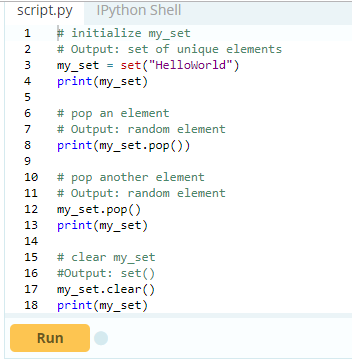 script.py IPython Shell
1 # initialize my_set
2 # Output: set of unique elements
3 my_set = set("HelloWorld")
4 print(my_set)
5
6 # pop an element
7 # Output: random element
8 print(my_set.pop())
9
10 # pop another element
11 # Output: random element
12 my_set.pop()
13 print(my_set)
14
15 # clear my_set
16 #Output: set()
17 my_set.clear()
18 print(my_set)
Run